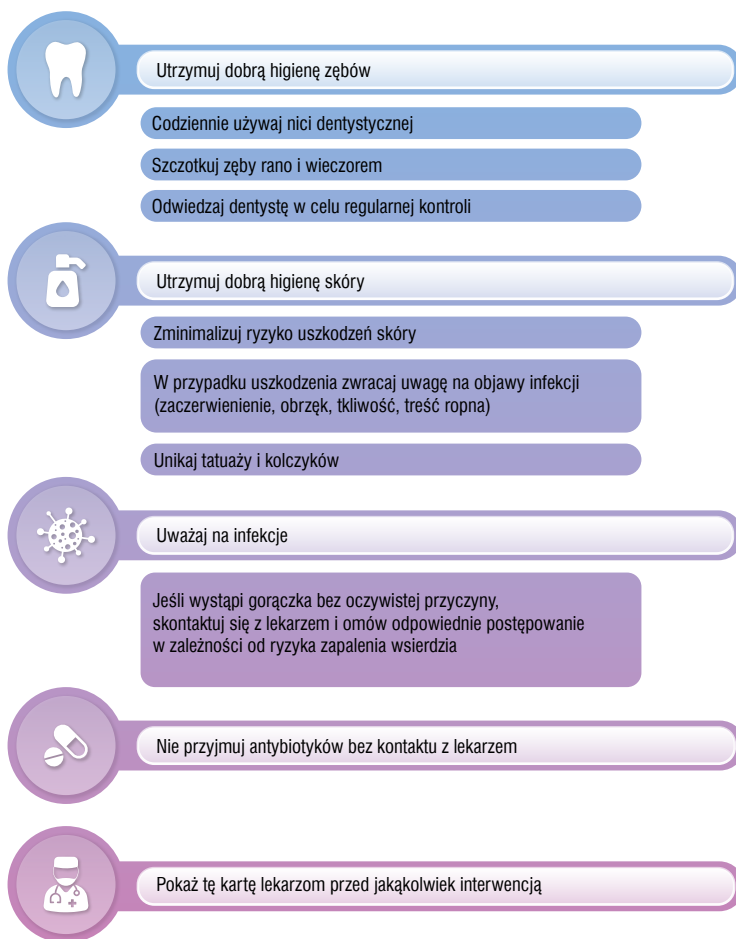 Utrzymuj dobrą higienę zębów
Codziennie używaj nici dentystycznej
Szczotkuj zęby rano i wieczorem
Odwiedzaj dentystę w celu regularnej kontroli
Utrzymuj dobrą higienę skóry
Zminimalizuj ryzyko uszkodzeń skóry
W przypadku uszkodzenia zwracaj uwagę na objawy infekcji
(zaczerwienienie, obrzęk, tkliwość, treść ropna)
Unikaj tatuaży i kolczyków
Uważaj na infekcje
Jeśli wystąpi gorączka bez oczywistej przyczyny,
skontaktuj się z lekarzem i omów odpowiednie postępowanie
w zależności od ryzyka zapalenia wsierdzia
Nie przyjmuj antybiotyków bez kontaktu z lekarzem
Pokaż tę kartę lekarzom przed jakąkolwiek interwencją